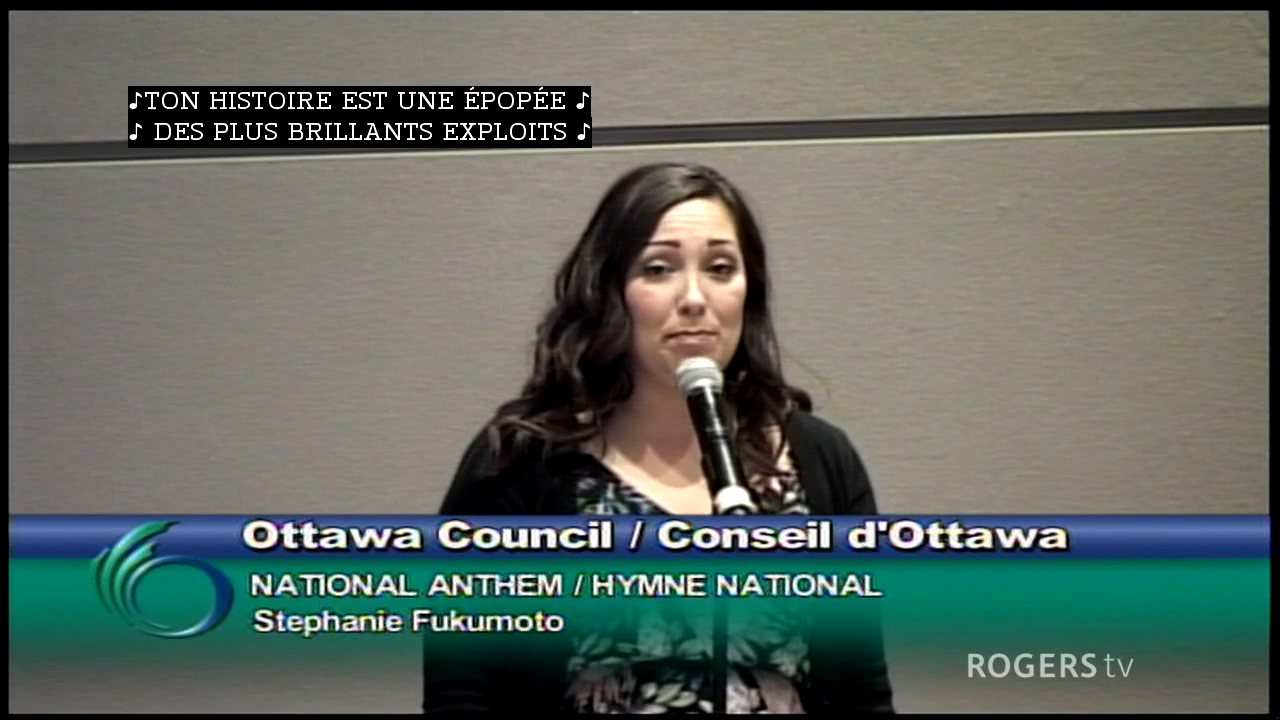 ♪TON HISTOIRE EST UNE ÉPOPÉE ♪
♪ DES PLUS BRILLANTS EXPLOITS ♪
Ottawa Council / Conseil d'Ottawa
NATIONAL ANTHEM / HYMNE NATIONAL
Stephanie Fukumoto
ROGERS tv